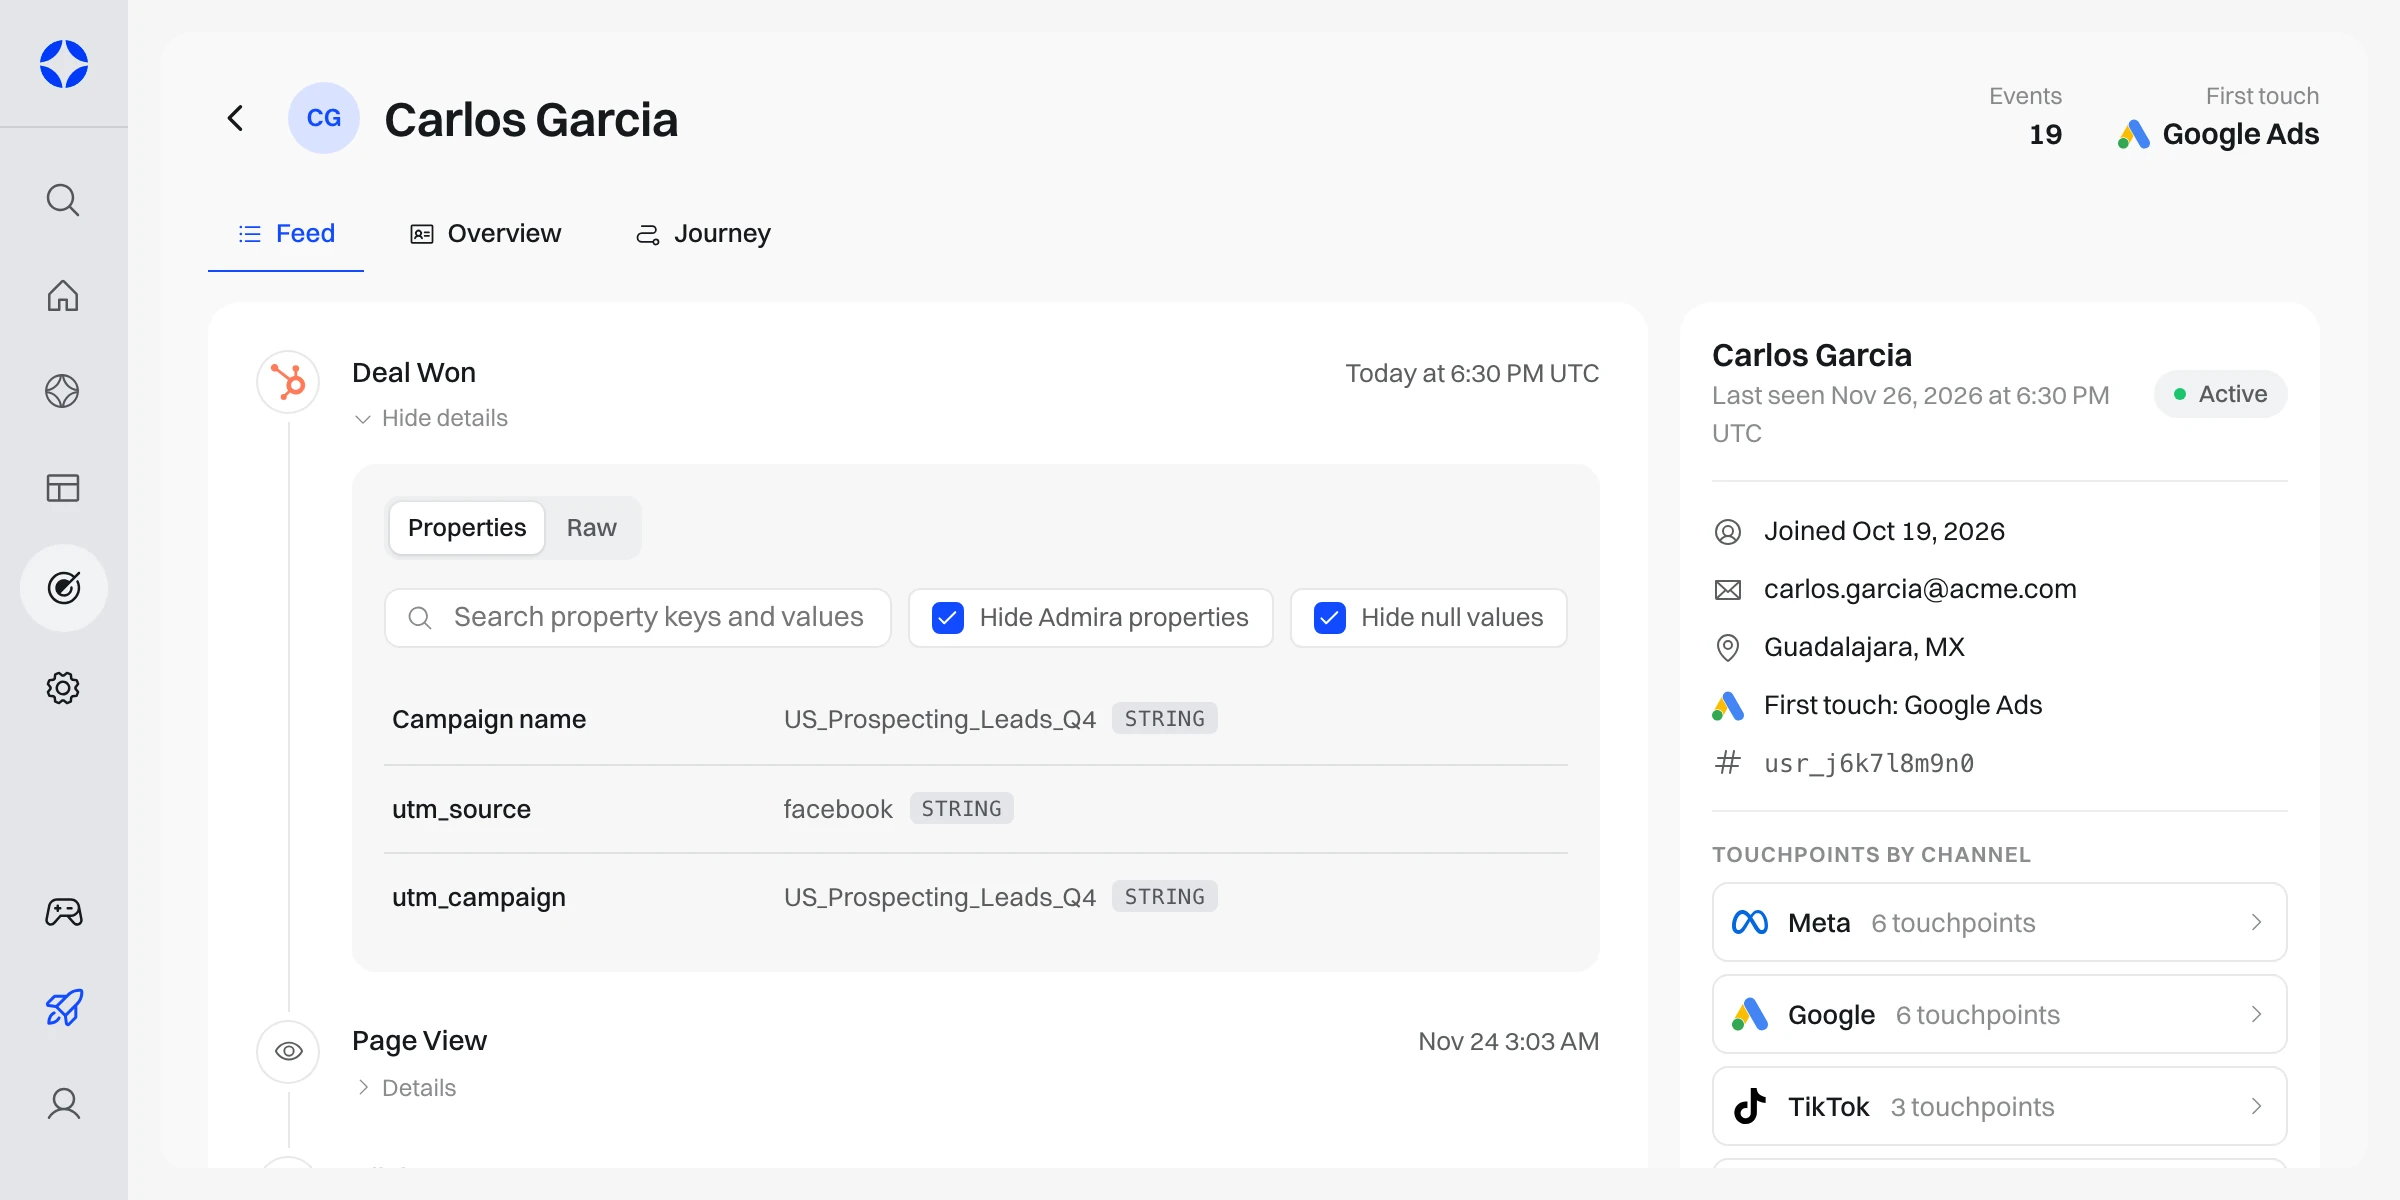 CG
Carlos Garcia
Events
19
First touch
Google Ads
Feed
Overview
Journey
Deal Won
Today at 6:30 PM UTC
Hide details
Properties
Raw
Search property keys and values
Hide Admira properties
Hide null values
Campaign name
US_Prospecting_Leads_Q4
STRING
utm_source
facebook
STRING
utm_campaign
US_Prospecting_Leads_Q4
STRING
Page View
Nov 24 3:03 AM
Details
Carlos Garcia
Last seen Nov 26, 2026 at 6:30 PM
UTC
Active
Joined Oct 19, 2026
carlos.garcia@acme.com
Guadalajara, MX
First touch: Google Ads
usr_j6k7l8m9n0
TOUCHPOINTS BY CHANNEL
Meta
6 touchpoints
Google
6 touchpoints
TikTok
3 touchpoints